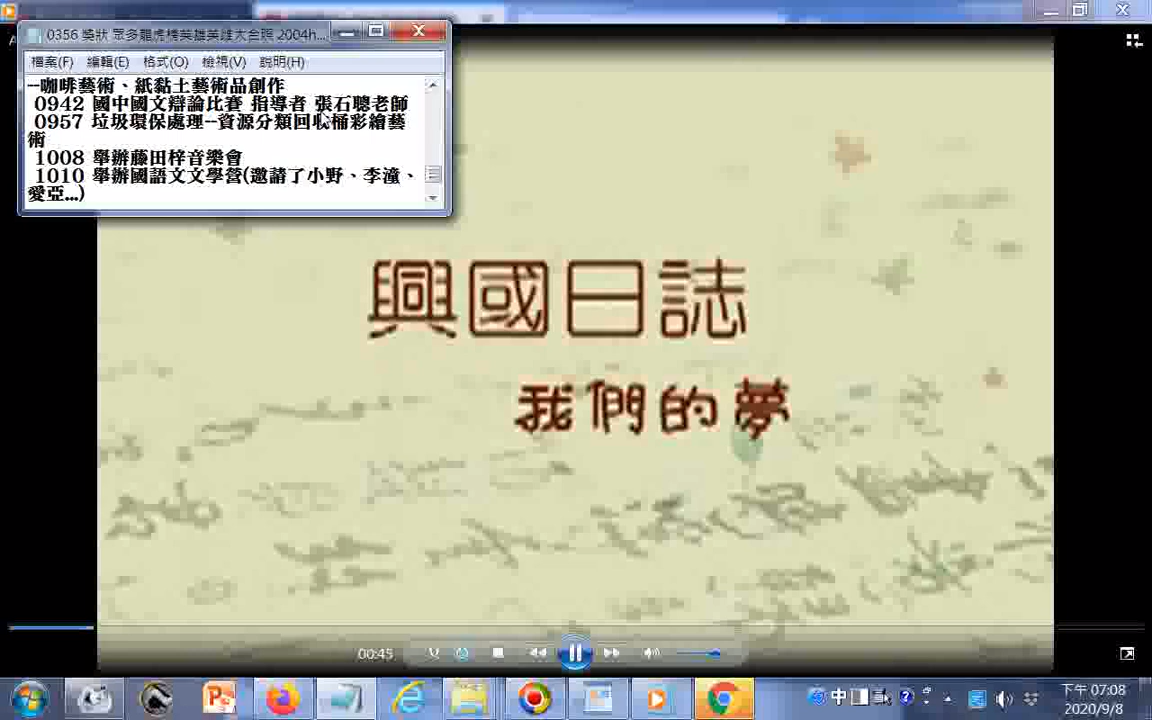 0356 獎狀 眾多龍虎榜英雄英雄大合照 2004h...
檔案(F) 編輯(E) 格式(O) 檢視(V) 說明(H)
--咖啡藝術、紙黏土藝術品創作
0942 國中國文辯論比賽 指導者 張石聰老師
0957 垃圾環保處理--資源分類回收桶彩繪藝
術
1008 舉辦藤田梓音樂會
1010 舉辦國語文文學營(邀請了小野、李潼、
愛亞...)
興國日誌
我們的夢
00:45
中
下午 07:08
2020/9/8